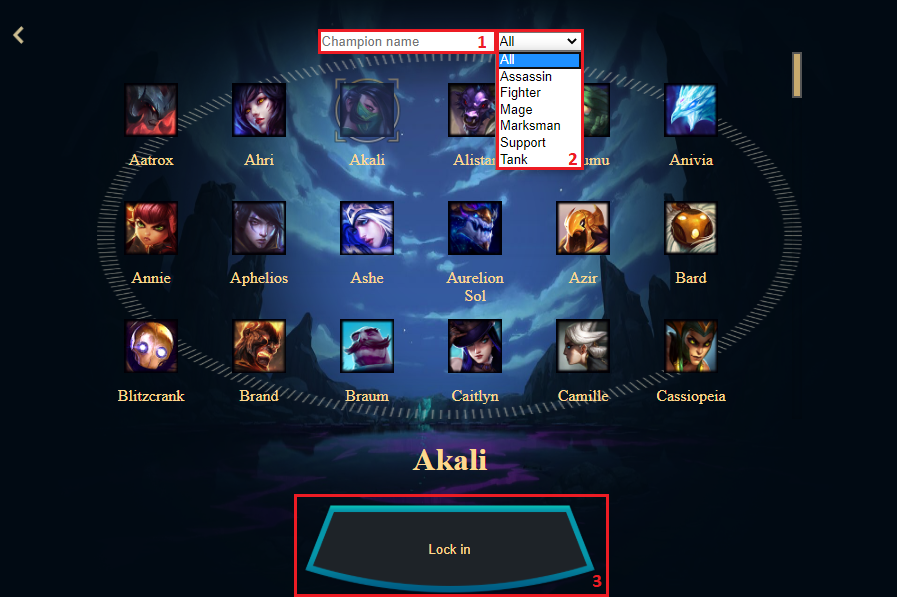 Champion name 1
All
All
Assassin
Fighter
Mage
Marksman
Support
Tank 2
Aatrox
Ahri
Akali
Anivia
Annie
Aphelios
Ashe
Aurelion
Sol
Azir
Bard
Blitzcrank
Brand
Braum
Caitlyn
Camille
Cassiopeia
Akali
Lock in
3